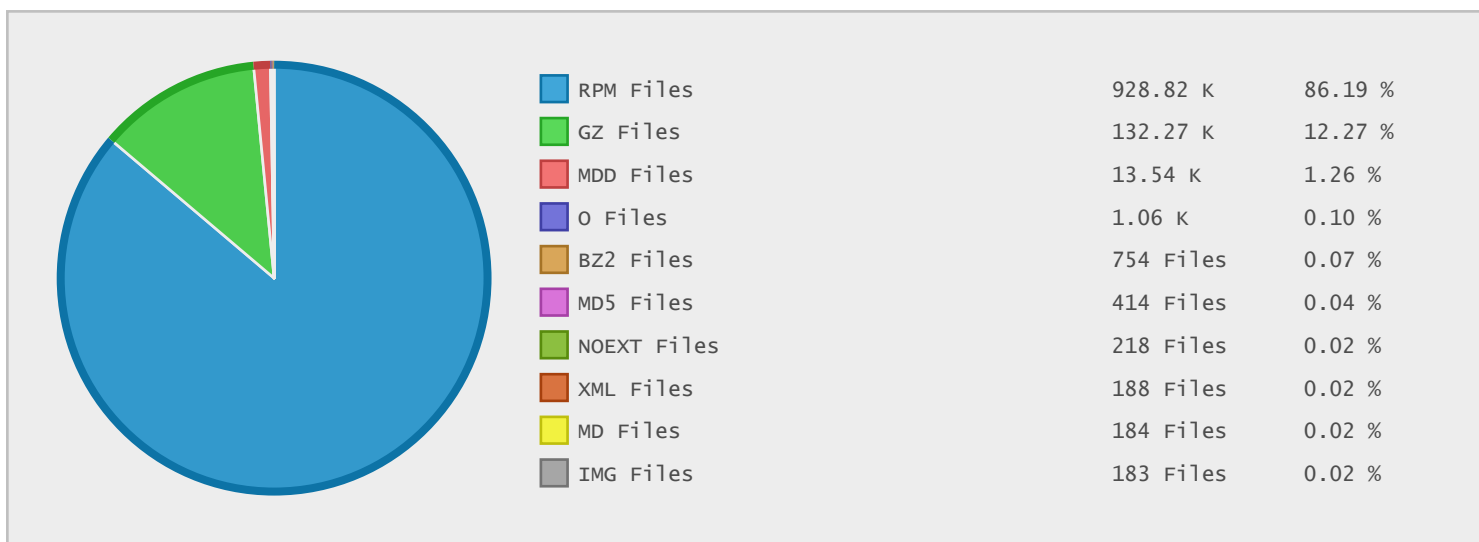 RPM Files 928.82 K 86.19 %
GZ Files 132.27 K 12.27 %
MDD Files 13.54 K 1.26 %
O Files 1.06 K 0.10 %
BZ2 Files 754 Files 0.07 %
MD5 Files 414 Files 0.04 %
NOEXT Files 218 Files 0.02 %
XML Files 188 Files 0.02 %
MD Files 184 Files 0.02 %
IMG Files 183 Files 0.02 %